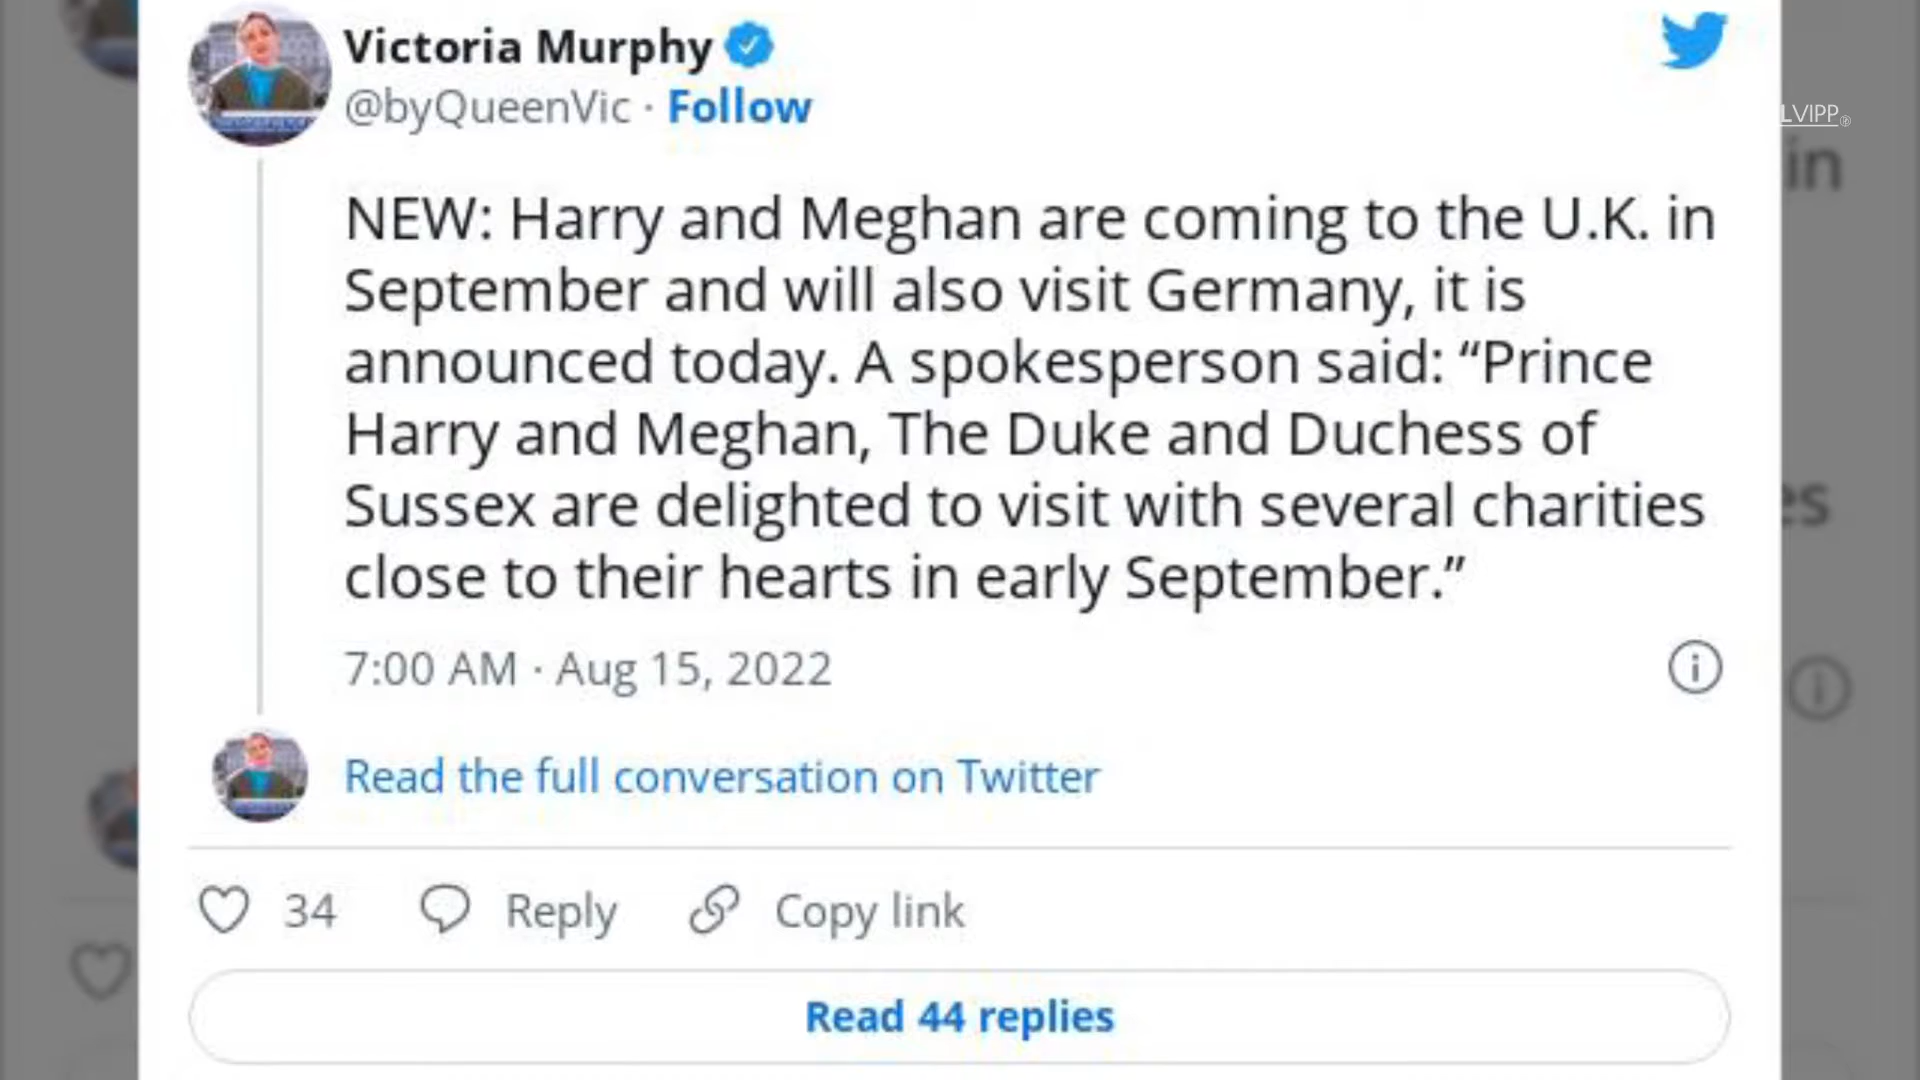 Victoria Murphy
@byQueenVic · Follow
LVIPP®
in
NEW: Harry and Meghan are coming to the U.K. in
September and will also visit Germany, it is
announced today. A spokesperson said: “Prince
Harry and Meghan, The Duke and Duchess of
Sussex are delighted to visit with several charities
es
close to their hearts in early September.”
7:00 AM · Aug 15, 2022
Read the full conversation on Twitter
34 Reply Copy link
Read 44 replies